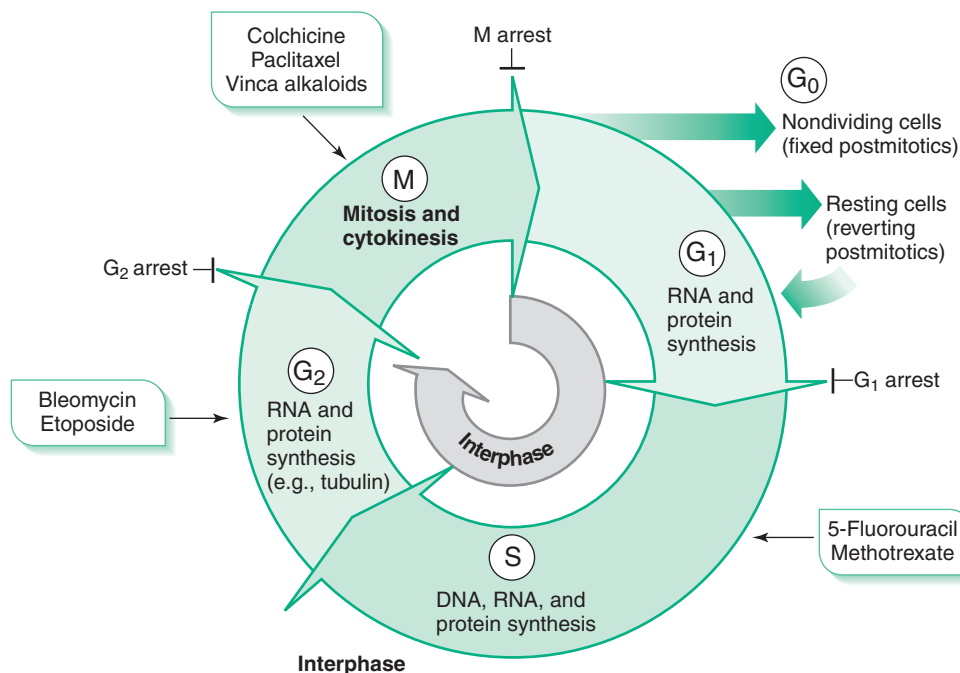 Colchicine
Paclitaxel
Vinca alkaloids
M arrest
G₀
Nondividing cells
(fixed postmitotics)
Resting cells
(reverting
postmitotics)
M
Mitosis and
cytokinesis
G₁
RNA and
protein
synthesis
G₂ arrest
G₁ arrest
G₂
RNA and
protein
synthesis
(e.g., tubulin)
Bleomycin
Etoposide
Interphase
5-Fluorouracil
Methotrexate
S
DNA, RNA, and
protein synthesis
Interphase